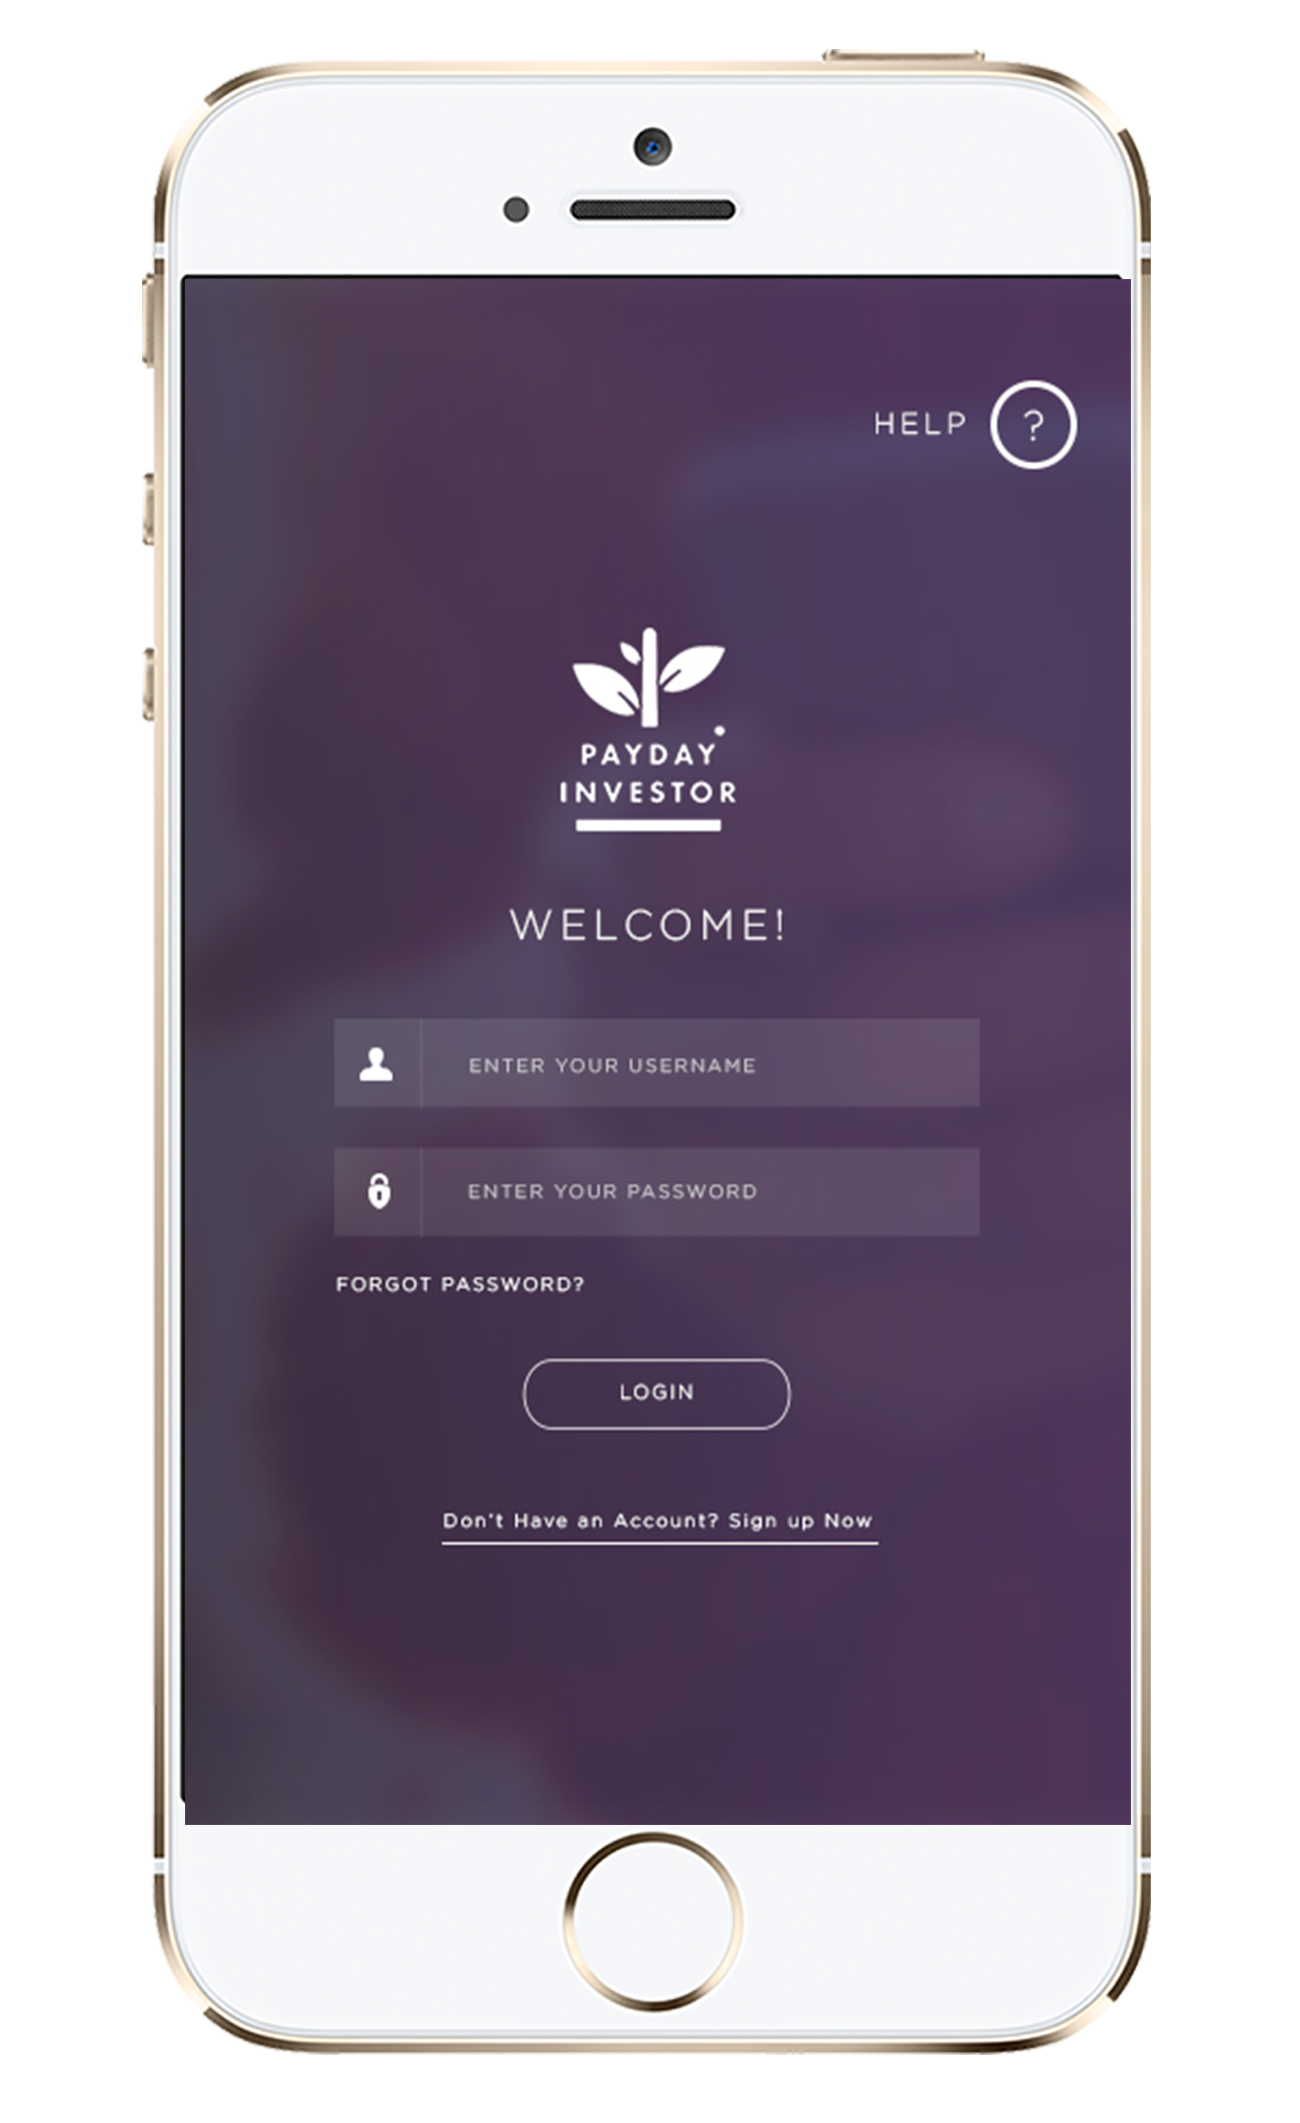 HELP ?
PAYDAY
INVESTOR
WELCOME!
ENTER YOUR USERNAME
ENTER YOUR PASSWORD
FORGOT PASSWORD?
LOGIN
Don't Have an Account? Sign up Now